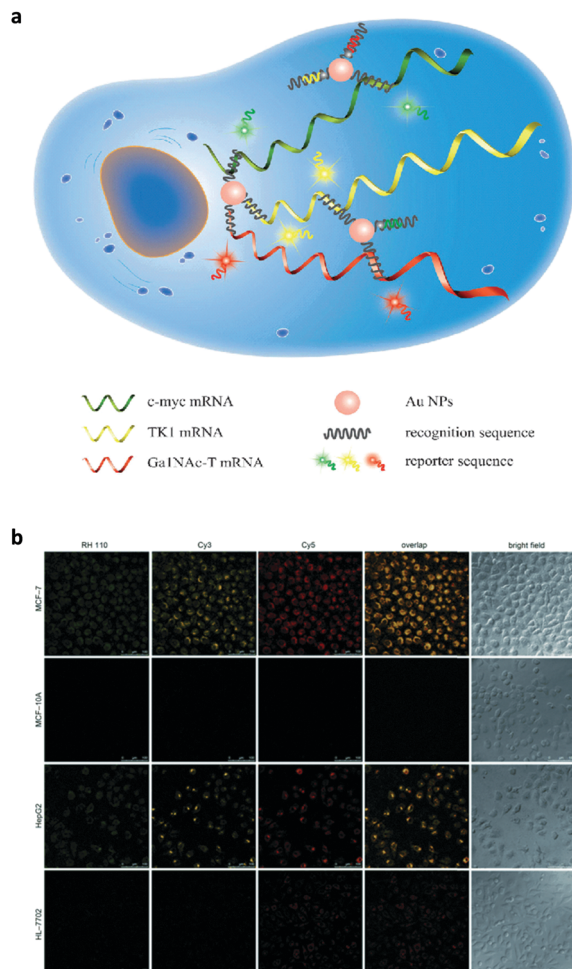 a
c-myc mRNA
Au NPs
TK1 mRNA
recognition sequence
Ga1NAc-T mRNA
reporter sequence
b
RH 110
Cy3
Cy5
overlap
bright field
MCF-7
MCF-10A
HepG2
HL-7702